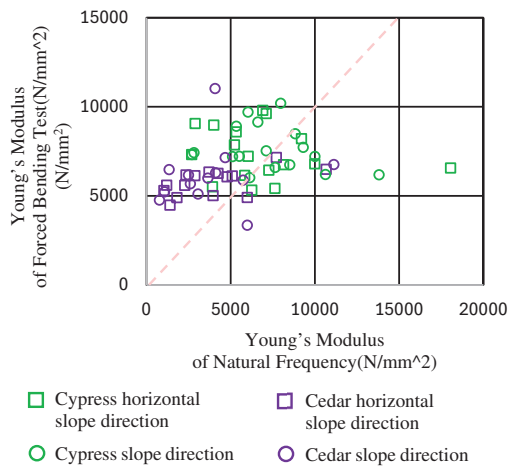 15000
10000
5000
0
Young's Modulus
of Forced Bending Test(N/mm^2)
(N/mm²)
0 5000 10000 15000 20000
Young's Modulus
of Natural Frequency(N/mm^2)
Cypress horizontal
slope direction
Cedar horizontal
slope direction
Cypress slope direction
Cedar slope direction